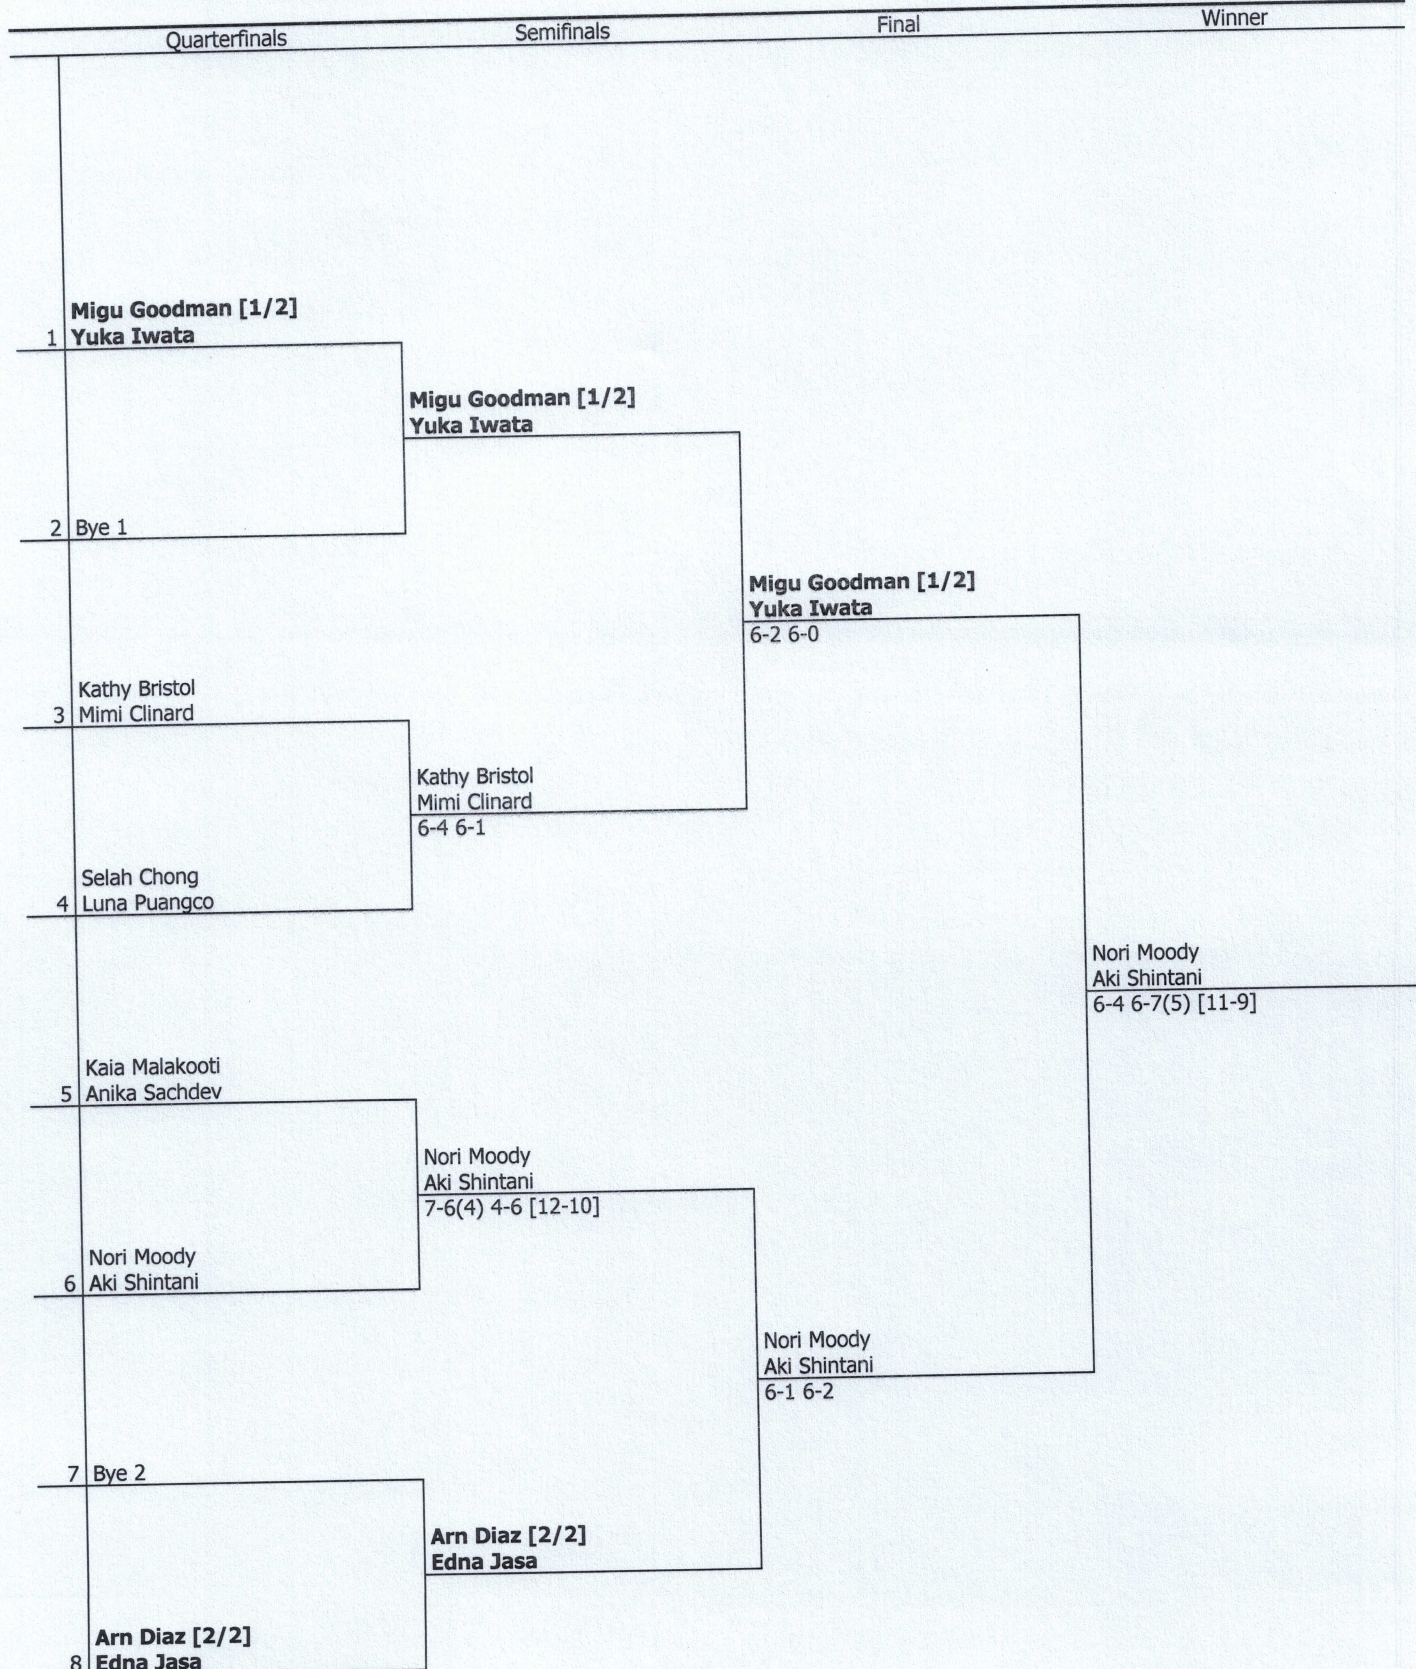 Quarterfinals
Semifinals
Final
Winner
Migu Goodman [1/2]
1 Yuka Iwata
Migu Goodman [1/2]
Yuka Iwata
2 Bye 1
Migu Goodman [1/2]
Yuka Iwata
6-2 6-0
Kathy Bristol
3 Mimi Clinard
Kathy Bristol
Mimi Clinard
6-4 6-1
Selah Chong
4 Luna Puangco
Nori Moody
Aki Shintani
6-4 6-7(5) [11-9]
Kaia Malakooti
5 Anika Sachdev
Nori Moody
Aki Shintani
7-6(4) 4-6 [12-10]
Nori Moody
6 Aki Shintani
Nori Moody
Aki Shintani
6-1 6-2
7 Bye 2
Arn Diaz [2/2]
Edna Jasa
Arn Diaz [2/2]
8 Edna Jasa